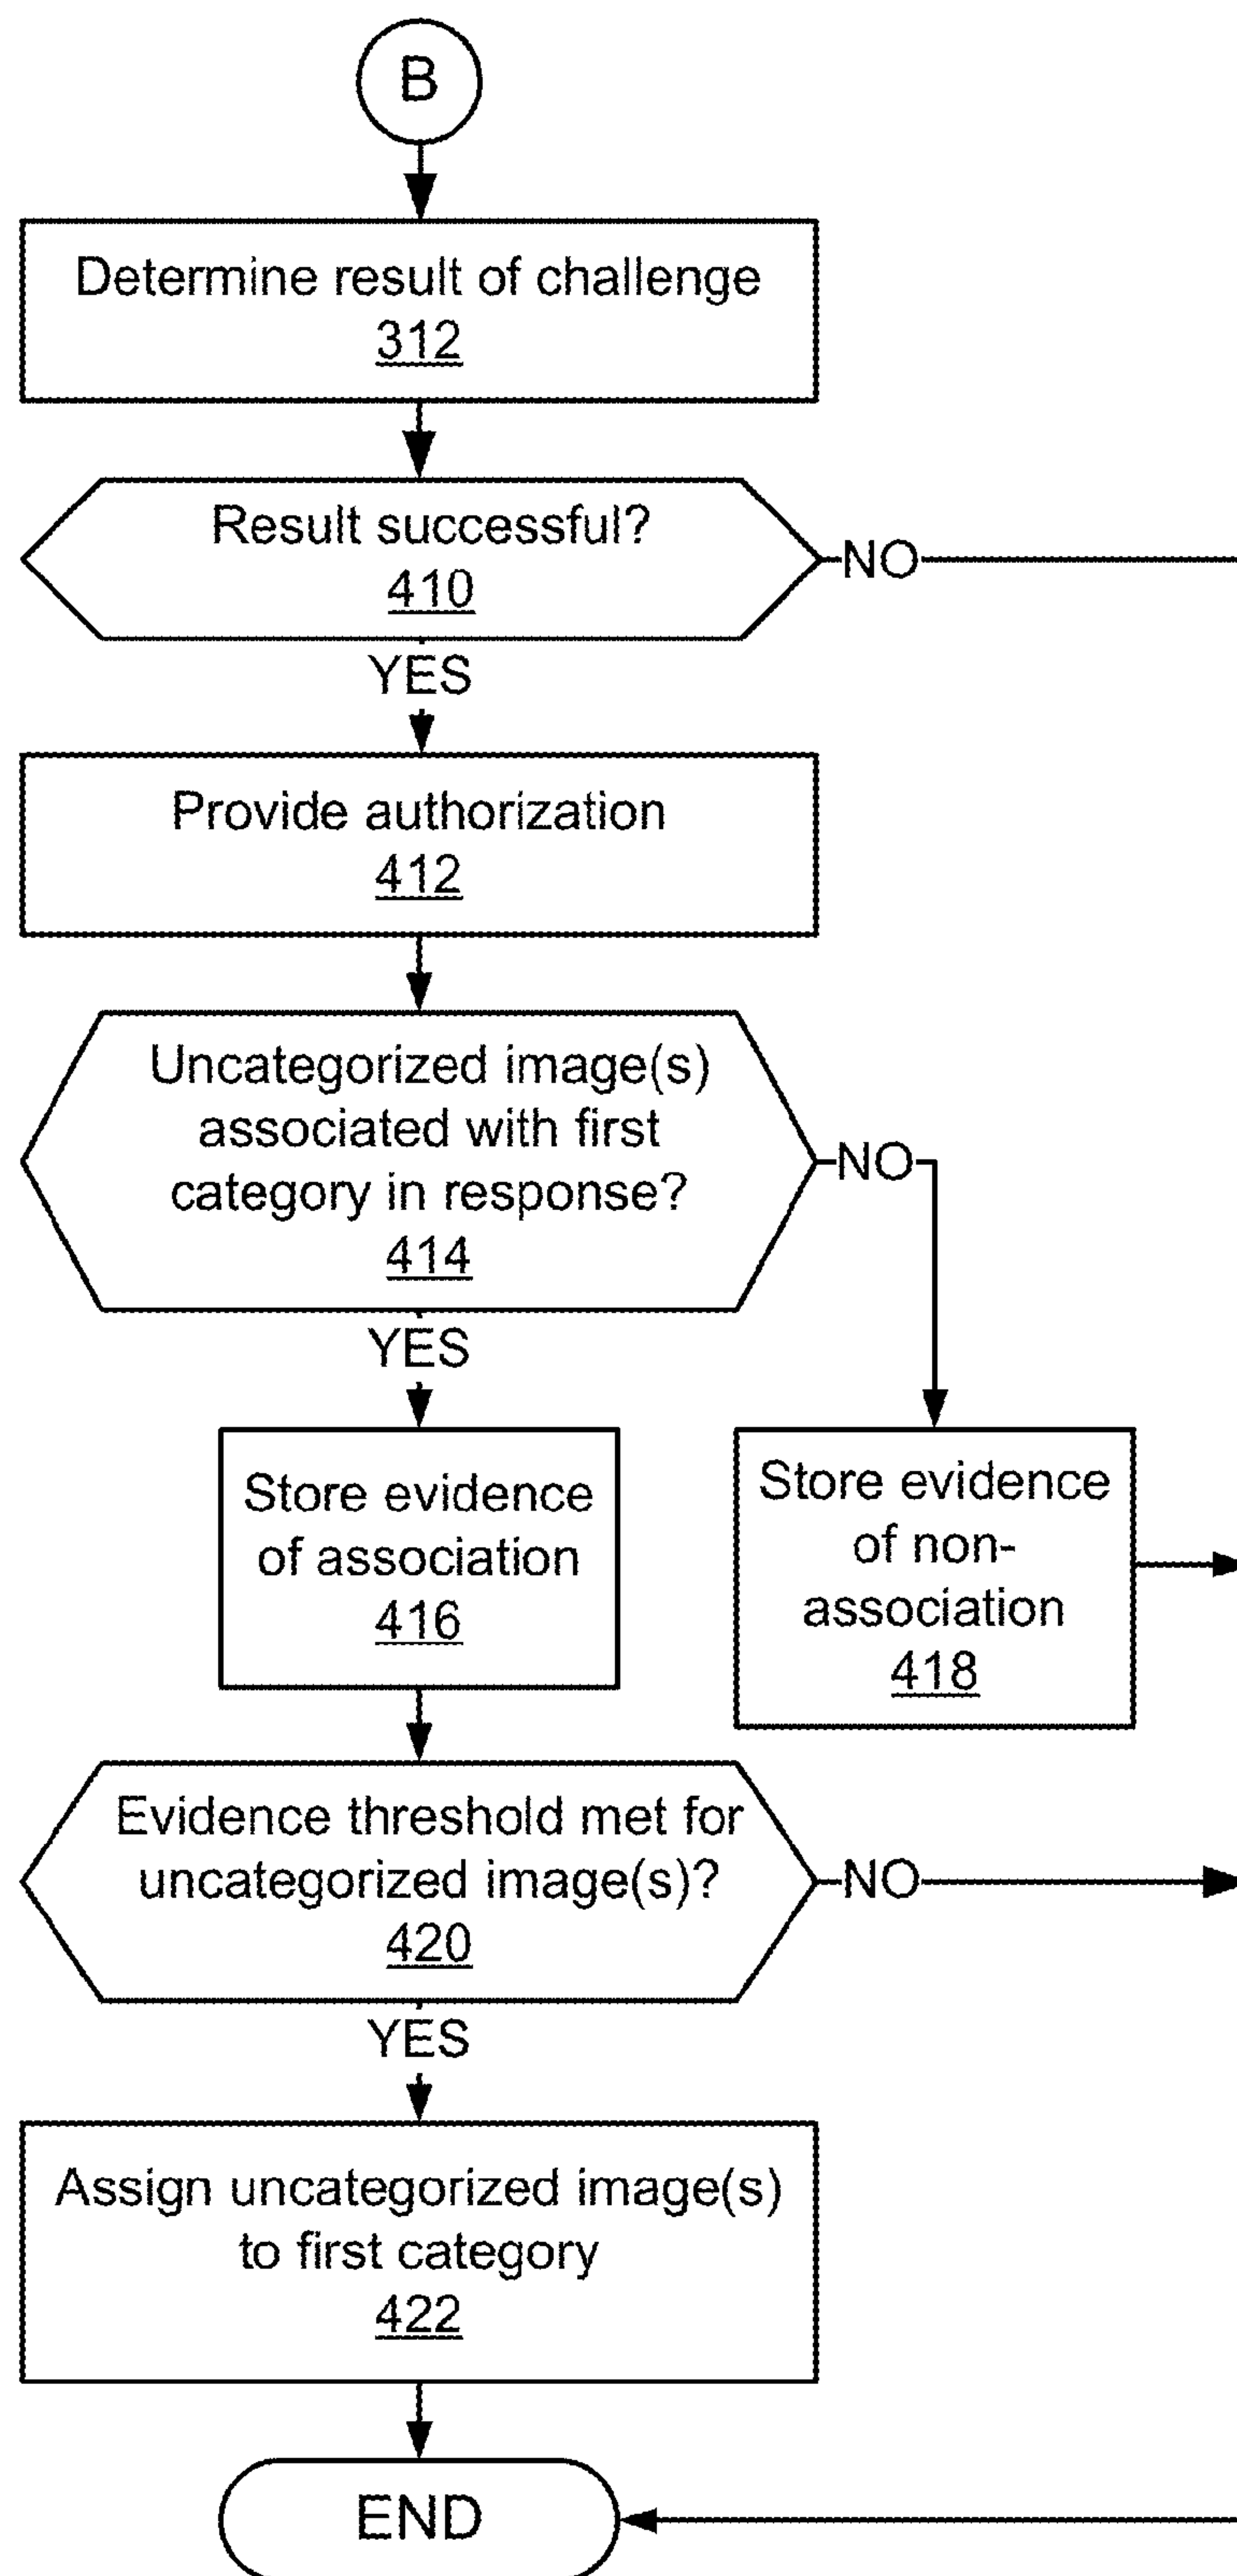 B
Determine result of challenge
312
Result successful?
410
NO
YES
Provide authorization
412
Uncategorized image(s)
associated with first
category in response?
414
NO
YES
Store evidence
of association
416
Store evidence
of non-
association
418
Evidence threshold met for
uncategorized image(s)?
420
NO
YES
Assign uncategorized image(s)
to first category
422
END